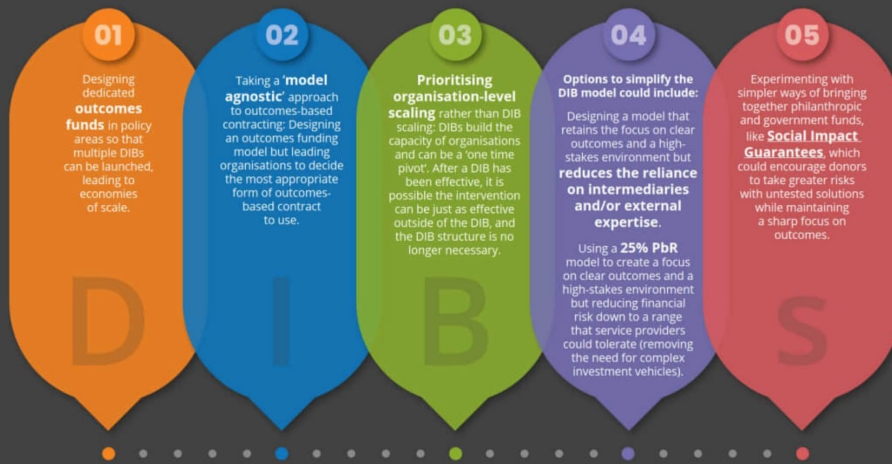 01
Designing
dedicated
outcomes
funds in policy
areas so that
multiple DIBs
can be launched,
leading to
economies
of scale.
D
02
Taking a ‘model
agnostic’ approach
to outcomes-based
contracting: Designing
an outcomes funding
model but leading
organisations to decide
the most appropriate
form of outcomes-
based contract
to use.
I
03
Prioritising
organisation-level
scaling rather than DIB
scaling: DIBs build the
capacity of organisations
and can be a ‘one time
pivot’. After a DIB has
been effective, it is
possible the intervention
can be just as effective
outside of the DIB, and
the DIB structure is no
longer necessary.
B
04
Options to simplify the
DIB model could include:
Designing a model that
retains the focus on clear
outcomes and a high-
stakes environment but
reduces the reliance
on intermediaries
and/or external
expertise.
Using a 25% PbR
model to create a focus
on clear outcomes and a
high-stakes environment
but reducing financial
risk down to a range
that service providers
could tolerate (removing
the need for complex
investment vehicles).
05
Experimenting with
simpler ways of bringing
together philanthropic
and government funds,
like Social Impact
Guarantees, which
could encourage donors
to take greater risks
with untested solutions
while maintaining
a sharp focus on
outcomes.
s